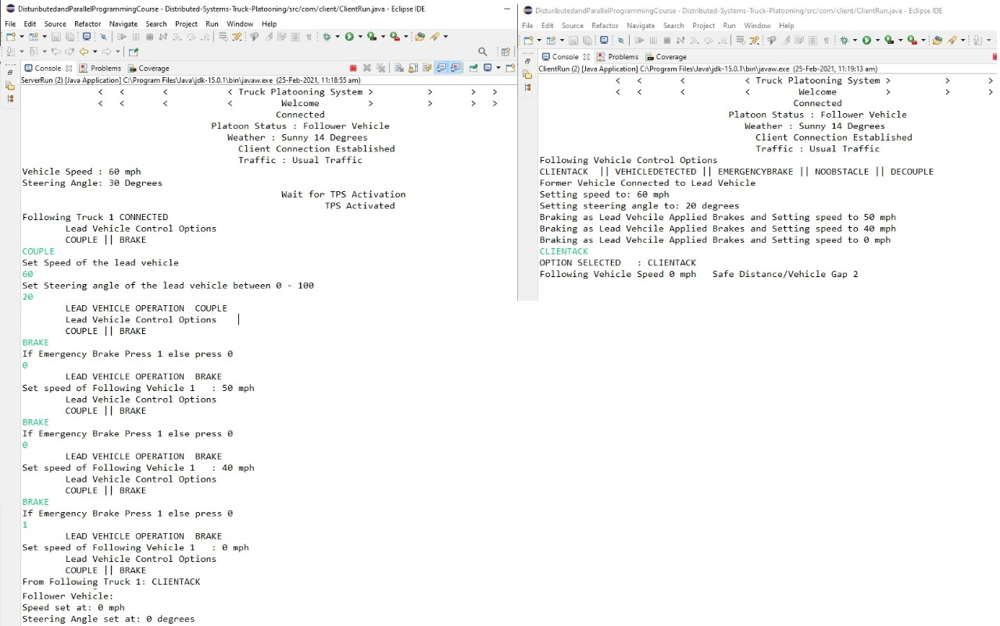 DistuributedandParallelProgrammingCourse - Distributed-Systems-Truck-Platooning/src/com/client/ClientRun.java - Eclipse IDE
File Edit Source Refactor Navigate Search Project Run Window Help
Console Problems Coverage
ServerRun (2) [Java Application] C:\Program Files\Java\jdk-15.0.1\bin\javaw.exe (25-Feb-2021, 11:18:55 am)
< < < < Truck Platooning System > > > >
< < < < Welcome > > > >
Connected
Platoon Status : Follower Vehicle
Weather : Sunny 14 Degrees
Client Connection Established
Traffic : Usual Traffic
Vehicle Speed : 60 mph
Steering Angle: 30 Degrees
Wait for TPS Activation
TPS Activated
Following Truck 1 CONNECTED
Lead Vehicle Control Options
COUPLE || BRAKE
COUPLE
Set Speed of the lead vehicle
60
Set Steering angle of the lead vehicle between 0 - 100
20
LEAD VEHICLE OPERATION COUPLE
Lead Vehicle Control Options
COUPLE || BRAKE
BRAKE
If Emergency Brake Press 1 else press 0
0
LEAD VEHICLE OPERATION BRAKE
Set speed of Following Vehicle 1 : 50 mph
Lead Vehicle Control Options
COUPLE || BRAKE
BRAKE
If Emergency Brake Press 1 else press 0
0
LEAD VEHICLE OPERATION BRAKE
Set speed of Following Vehicle 1 : 40 mph
Lead Vehicle Control Options
COUPLE || BRAKE
BRAKE
If Emergency Brake Press 1 else press 0
1
LEAD VEHICLE OPERATION BRAKE
Set speed of Following Vehicle 1 : 0 mph
Lead Vehicle Control Options
COUPLE || BRAKE
From Following Truck 1: CLIENTACK
Follower Vehicle:
Speed set at: 0 mph
Steering Angle set at: 0 degrees
DistuributedandParallelProgrammingCourse - Distributed-Systems-Truck-Platooning/src/com/client/ClientRun.java - Eclipse IDE
File Edit Source Refactor Navigate Search Project Run Window Help
Console Problems Coverage
ClientRun (2) [Java Application] C:\Program Files\Java\jdk-15.0.1\bin\javaw.exe (25-Feb-2021, 11:19:13 am)
< < < < Truck Platooning System > > >
< < < < Welcome > > >
Connected
Platoon Status : Follower Vehicle
Weather : Sunny 14 Degrees
Client Connection Established
Traffic : Usual Traffic
Following Vehicle Control Options
CLIENTACK || VEHICLEDETECTED || EMERGENCYBRAKE || NOOBSTACLE || DECOUPLE
Former Vehicle Connected to Lead Vehicle
Setting speed to: 60 mph
Setting steering angle to: 20 degrees
Braking as Lead Vehcile Applied Brakes and Setting speed to 50 mph
Braking as Lead Vehcile Applied Brakes and Setting speed to 40 mph
Braking as Lead Vehcile Applied Brakes and Setting speed to 0 mph
CLIENTACK
OPTION SELECTED : CLIENTACK
Following Vehicle Speed 0 mph Safe Distance/Vehicle Gap 2